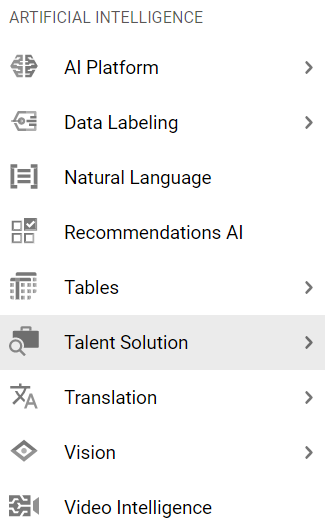 ARTIFICIAL INTELLIGENCE
AI Platform
Data Labeling
Natural Language
Recommendations AI
Tables
Talent Solution
Translation
Vision
Video Intelligence